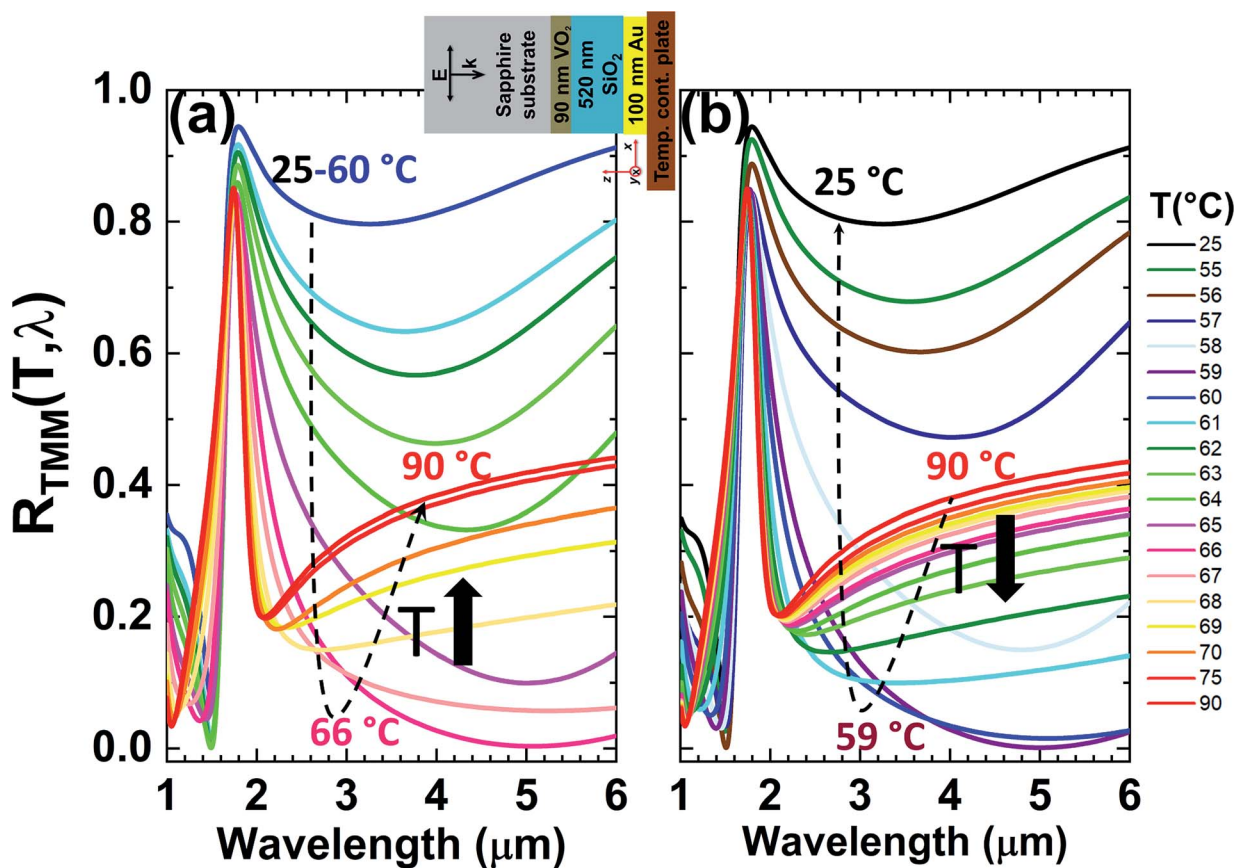 E
k
Sapphire
substrate
90 nm VO₂
520 nm
SiO₂
100 nm Au
Temp. cont. plate
z
y
x
x
(a)
25-60 °C
90 °C
T
66 °C
R_TMM(T,λ)
1.0
0.8
0.6
0.4
0.2
0.0
1 2 3 4 5 6
Wavelength (μm)
(b)
25 °C
90 °C
T
59 °C
1 2 3 4 5 6
Wavelength (μm)
T(°C)
25
55
56
57
58
59
60
61
62
63
64
65
66
67
68
69
70
75
90